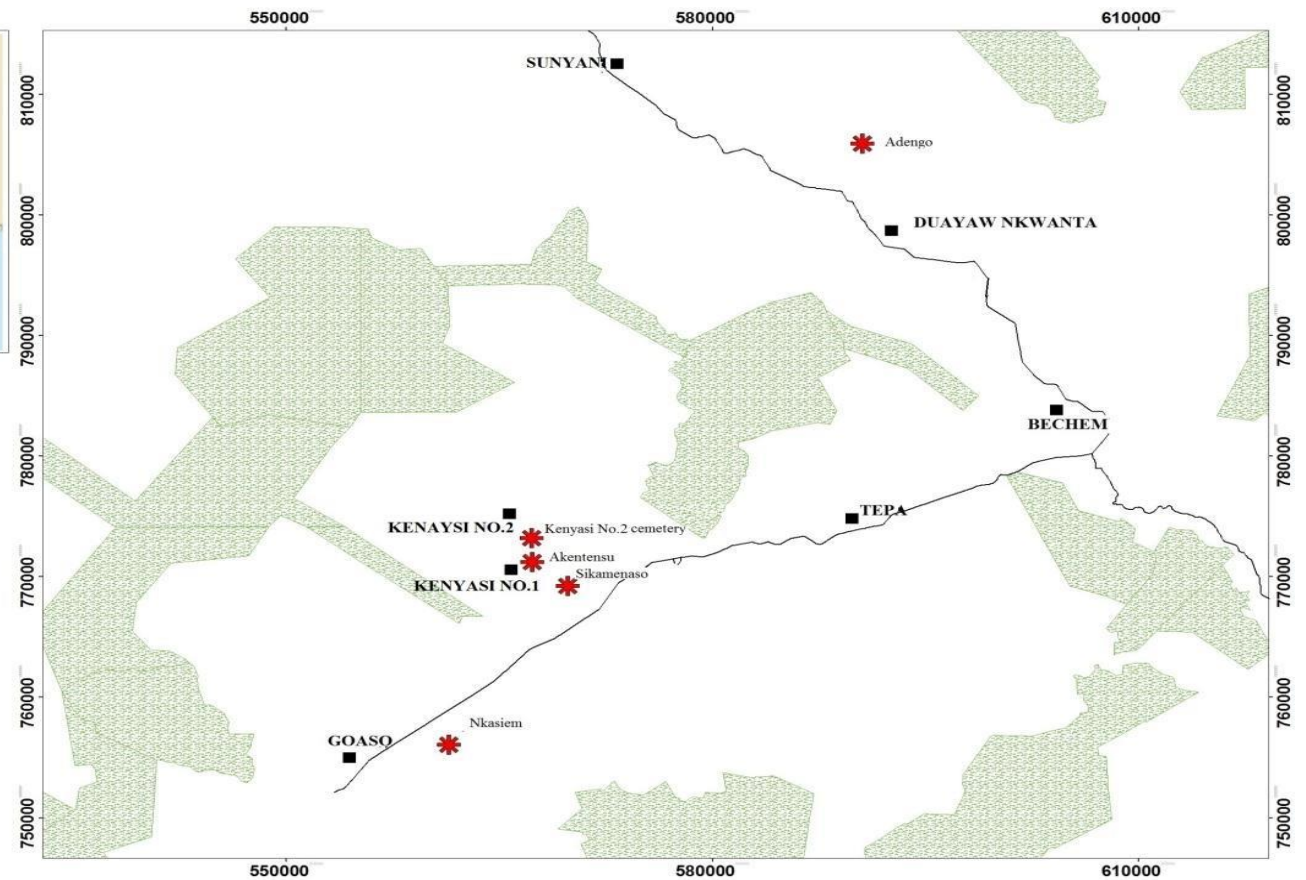 550000 580000 610000
SUNYANI
810000 810000
Adengo
800000 800000
DUAYAW NKWANTA
790000 790000
BECHEM
780000 780000
TEPA
KENAYSI NO.2
Kenyasi No.2 cemetery
Akentensu
Sikamenaso
770000 770000
KENYASI NO.1
760000 760000
Nkasiem
GOASO
750000 750000
550000 580000 610000